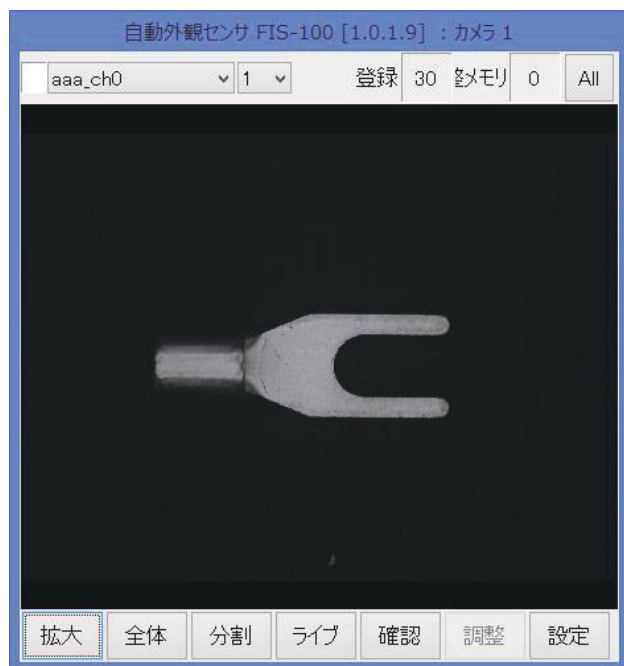 自動外観センサ FIS-100 [1.0.1.9] : カメラ 1
aaa_ch0 1 登録 30 メモリ 0 All
拡大 全体 分割 ライブ 確認 調整 設定